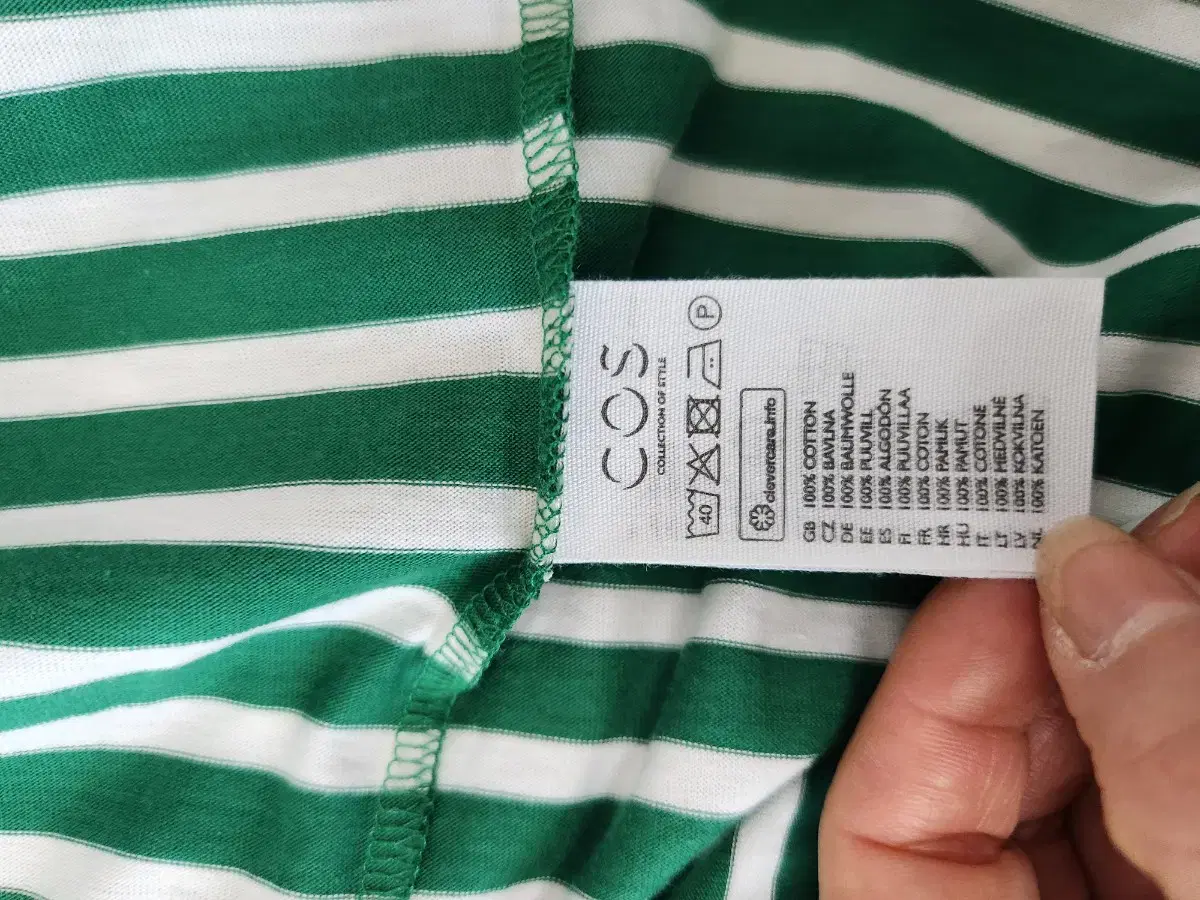 COS
COLLECTION OF STYLE
40 P
clevercare.info
GB 100% COTTON
CZ 100% BAVLNA
DE 100% BAUMWOLLE
EE 100% PUUVILL
ES 100% ALGODÓN
FI 100% PUUVILLAA
FR 100% COTON
HR 100% PAMUK
HU 100% PAMUT
IT 100% COTONE
LT 100% MEDVILNĖ
LV 100% KOKVILNA
NL 100% KATOEN